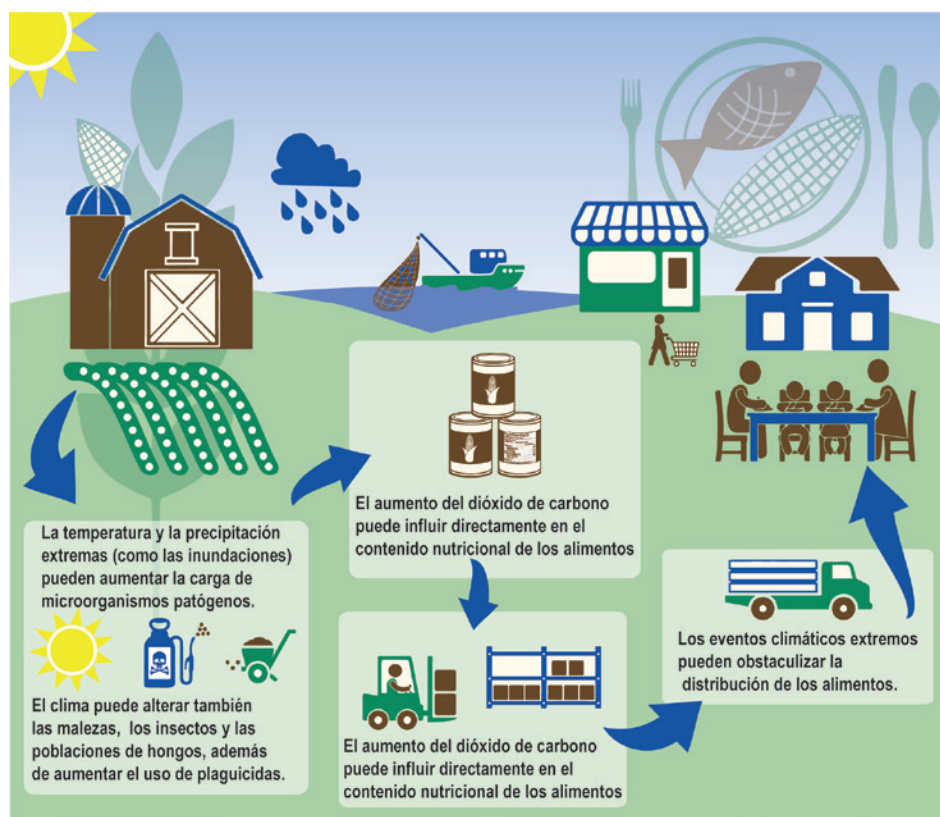 La temperatura y la precipitación
extremas (como las inundaciones)
pueden aumentar la carga de
microorganismos patógenos.
El clima puede alterar también
las malezas, los insectos y las
poblaciones de hongos, además
de aumentar el uso de plaguicidas.
El aumento del dióxido de carbono
puede influir directamente en el
contenido nutricional de los alimentos
El aumento del dióxido de carbono
puede influir directamente en el
contenido nutricional de los alimentos
Los eventos climáticos extremos
pueden obstaculizar la
distribución de los alimentos.